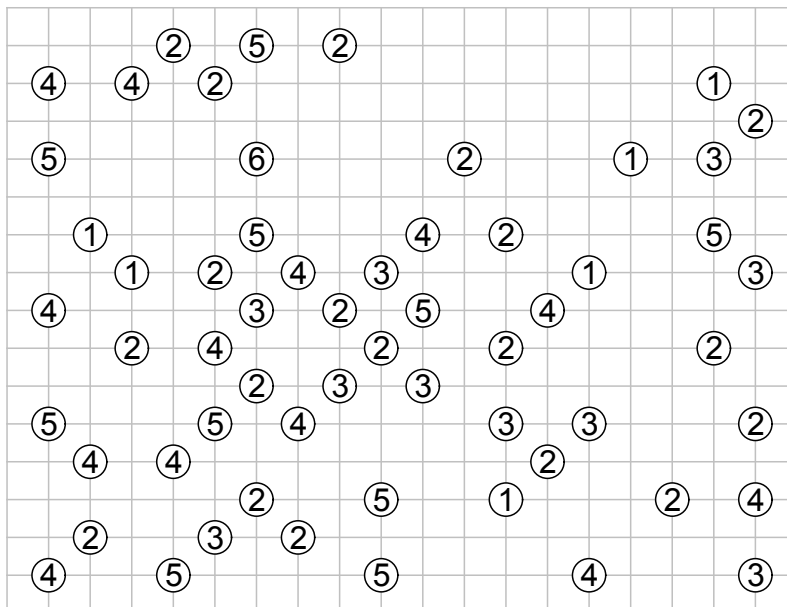 2 5 2
4 4 2 1
2
5 6 2 1 3
1 5 4 2 5
1 2 4 3 1 3
4 3 2 5 4
2 4 2 2 2
2 3 3
5 5 4 3 3 2
4 4 2
2 5 1 2 4
2 3 2
4 5 5 4 3